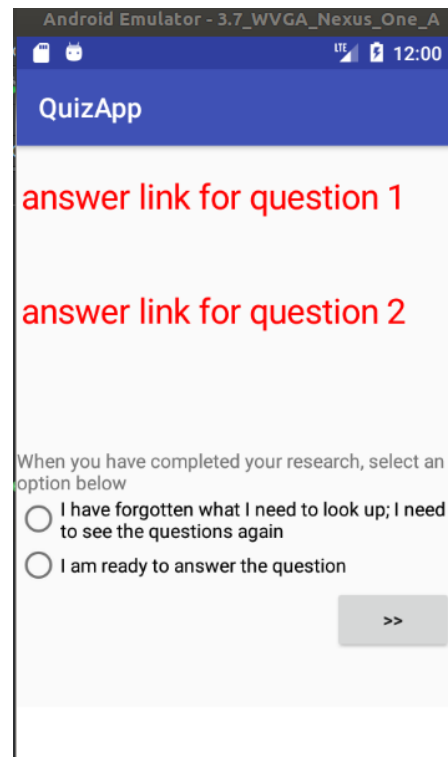 Android Emulator - 3.7_WVGA_Nexus_One_A
LTE 12:00
QuizApp
answer link for question 1
answer link for question 2
When you have completed your research, select an
option below
I have forgotten what I need to look up; I need
to see the questions again
I am ready to answer the question
>>